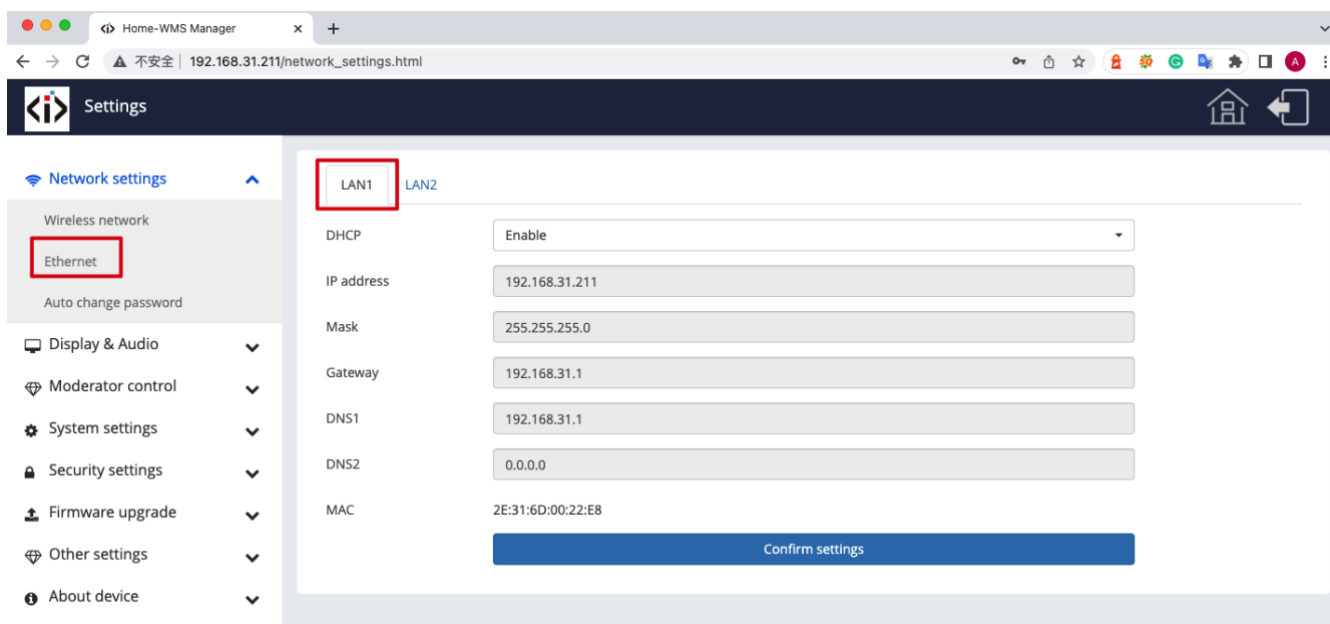 Home-WMS Manager
不安全 192.168.31.211/network_settings.html
A
Settings
Network settings
Wireless network
Ethernet
Auto change password
Display & Audio
Moderator control
System settings
Security settings
Firmware upgrade
Other settings
About device
LAN1 LAN2
DHCP Enable
IP address 192.168.31.211
Mask 255.255.255.0
Gateway 192.168.31.1
DNS1 192.168.31.1
DNS2 0.0.0.0
MAC 2E:31:6D:00:22:E8
Confirm settings